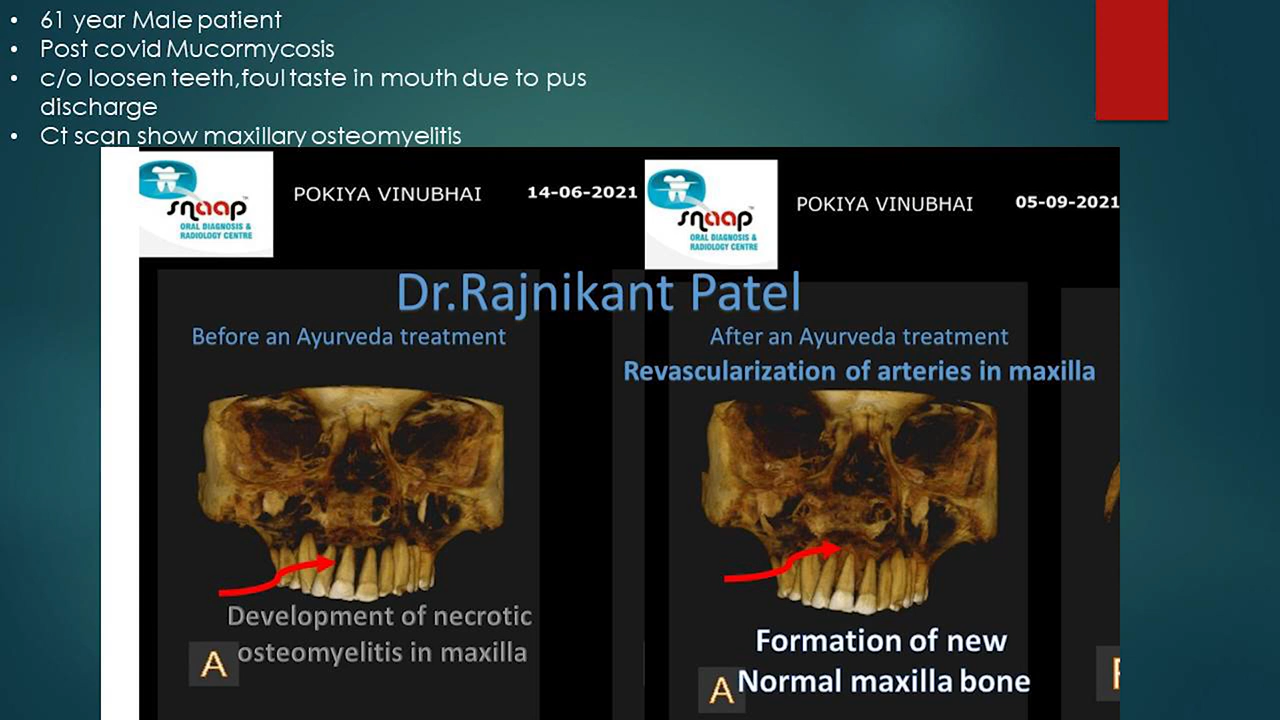 • 61 year Male patient
• Post covid Mucormycosis
• c/o loosen teeth,foul taste in mouth due to pus
discharge
• Ct scan show maxillary osteomyelitis
snaap™
ORAL DIAGNOSIS &
RADIOLOGY CENTRE
POKIYA VINUBHAI 14-06-2021
snaap™
ORAL DIAGNOSIS &
RADIOLOGY CENTRE
POKIYA VINUBHAI 05-09-2021
Dr.Rajnikant Patel
Before an Ayurveda treatment
After an Ayurveda treatment
Revascularization of arteries in maxilla
Development of necrotic
osteomyelitis in maxilla
A
Formation of new
Normal maxilla bone
A